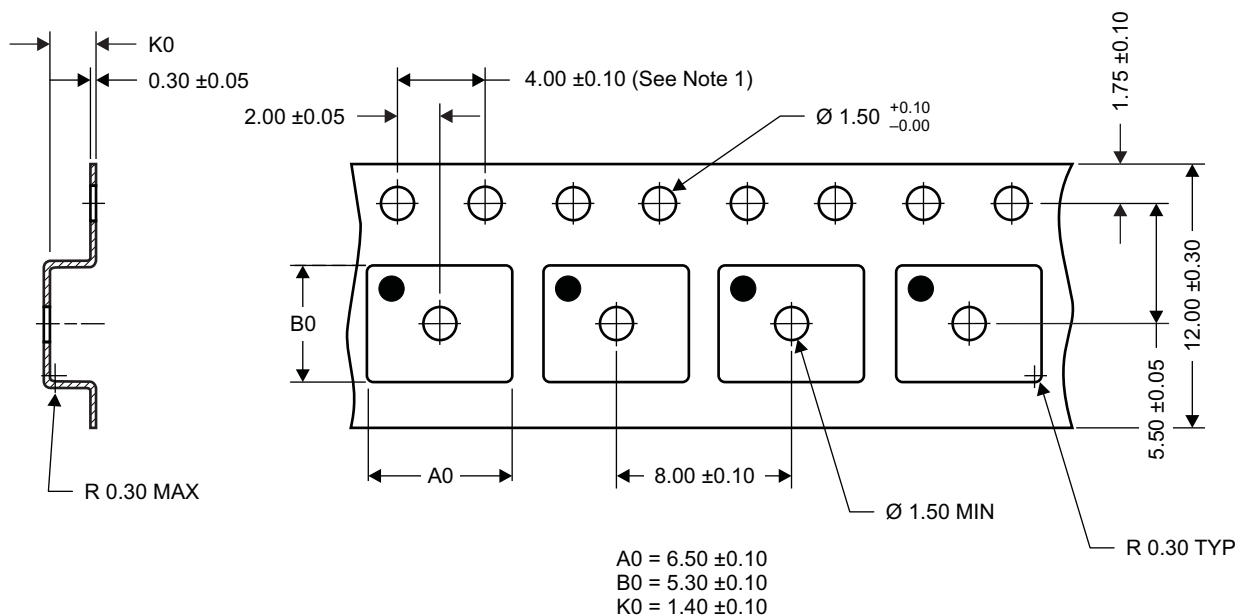 K0
0.30 ±0.05
4.00 ±0.10 (See Note 1)
2.00 ±0.05
Ø 1.50 +0.10
–0.00
1.75 ±0.10
B0
12.00 ±0.30
5.50 ±0.05
R 0.30 MAX
A0
8.00 ±0.10
Ø 1.50 MIN
R 0.30 TYP
A0 = 6.50 ±0.10
B0 = 5.30 ±0.10
K0 = 1.40 ±0.10